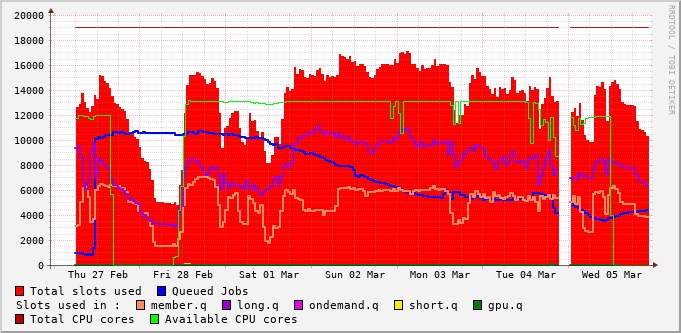 RRDTOOL / TOBI OETIKER
20000
18000
16000
14000
12000
10000
8000
6000
4000
2000
0
Thu 27 Feb Fri 28 Feb Sat 01 Mar Sun 02 Mar Mon 03 Mar Tue 04 Mar Wed 05 Mar
Total slots used Queued Jobs
Slots used in : member.q long.q ondemand.q short.q gpu.q
Total CPU cores Available CPU cores